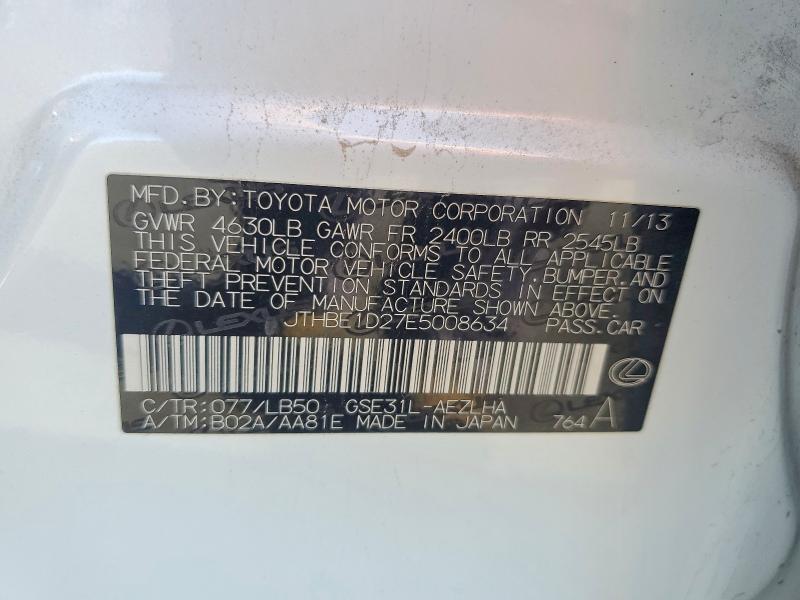 MFD. BY: TOYOTA MOTOR CORPORATION 11/13
GVWR 4630LB GAWR FR 2400LB RR 2545LB
THIS VEHICLE CONFORMS TO ALL APPLICABLE
FEDERAL MOTOR VEHICLE SAFETY, BUMPER, AND
THEFT PREVENTION STANDARDS IN EFFECT ON
THE DATE OF MANUFACTURE SHOWN ABOVE.
JTHBE1D27E5008634 PASS.CAR
C/TR:077/LB50 GSE31L-AEZLHA
A/TM:B02A/AA81E MADE IN JAPAN 764 A